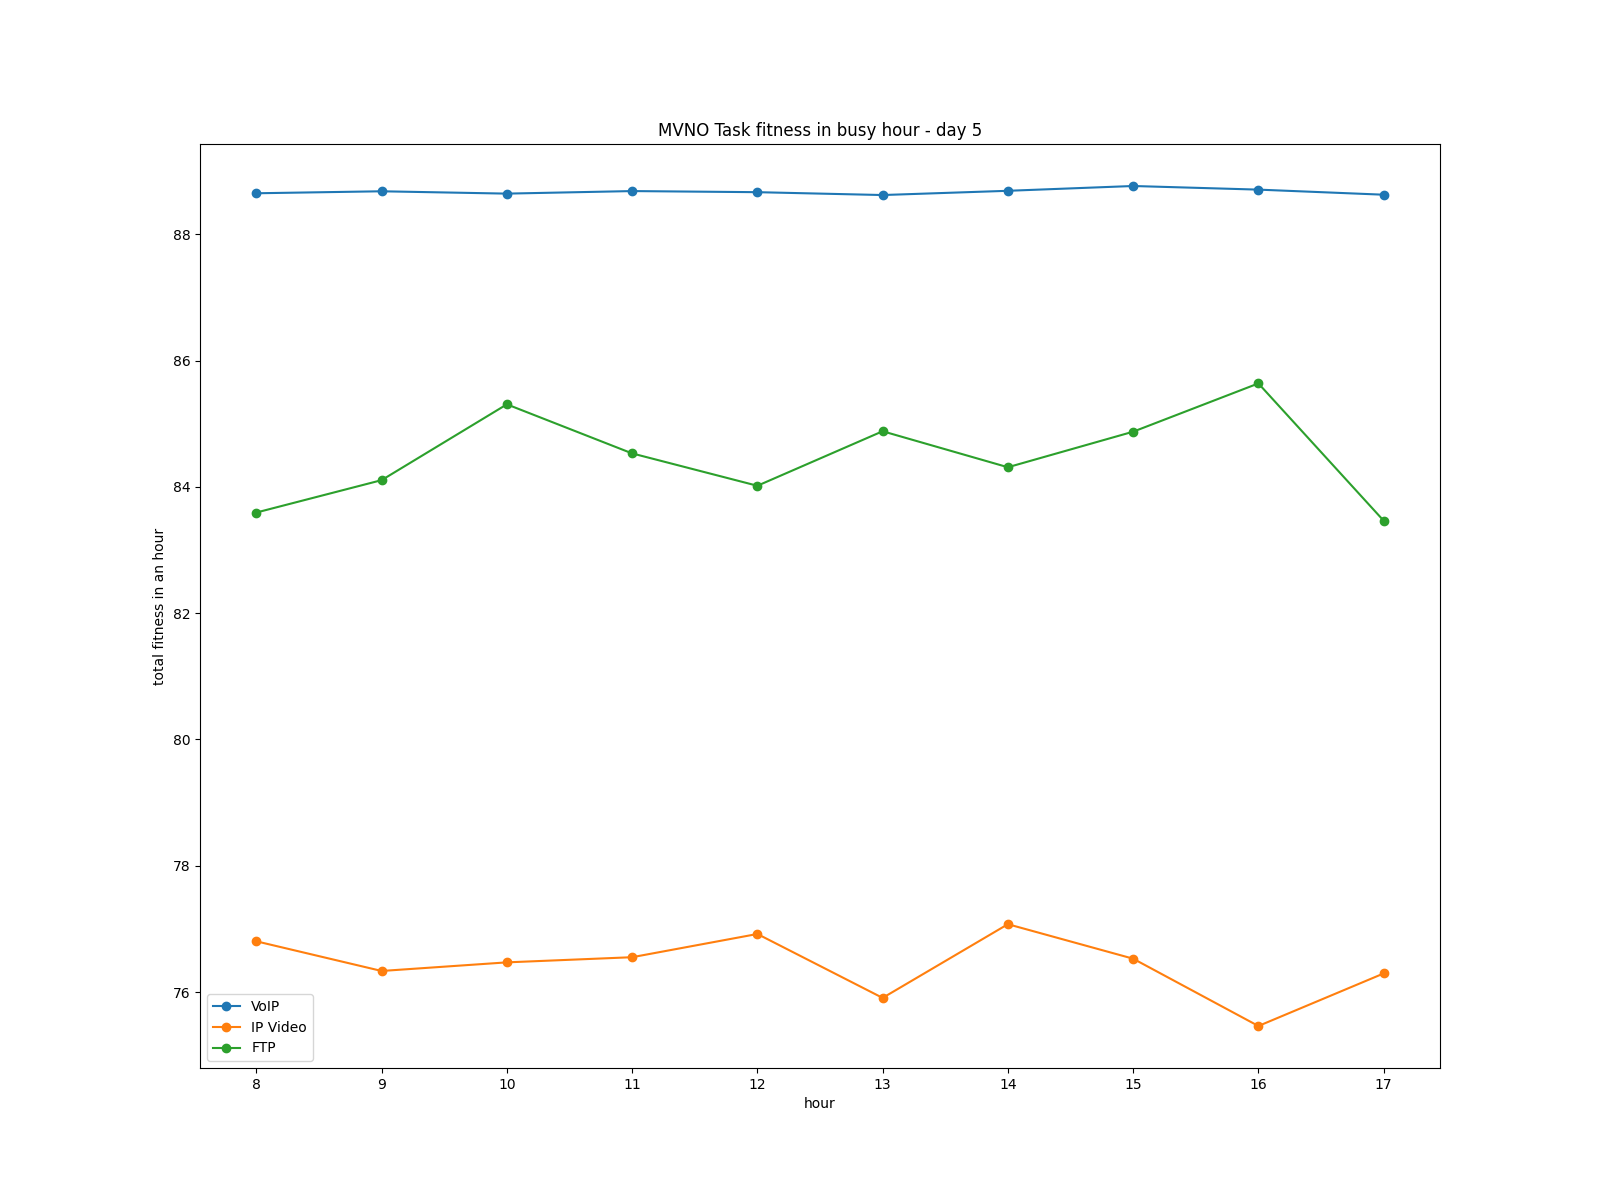 MVNO Task fitness in busy hour - day 5
total fitness in an hour
88
86
84
82
80
78
76
VoIP
IP Video
FTP
8 9 10 11 12 13 14 15 16 17
hour